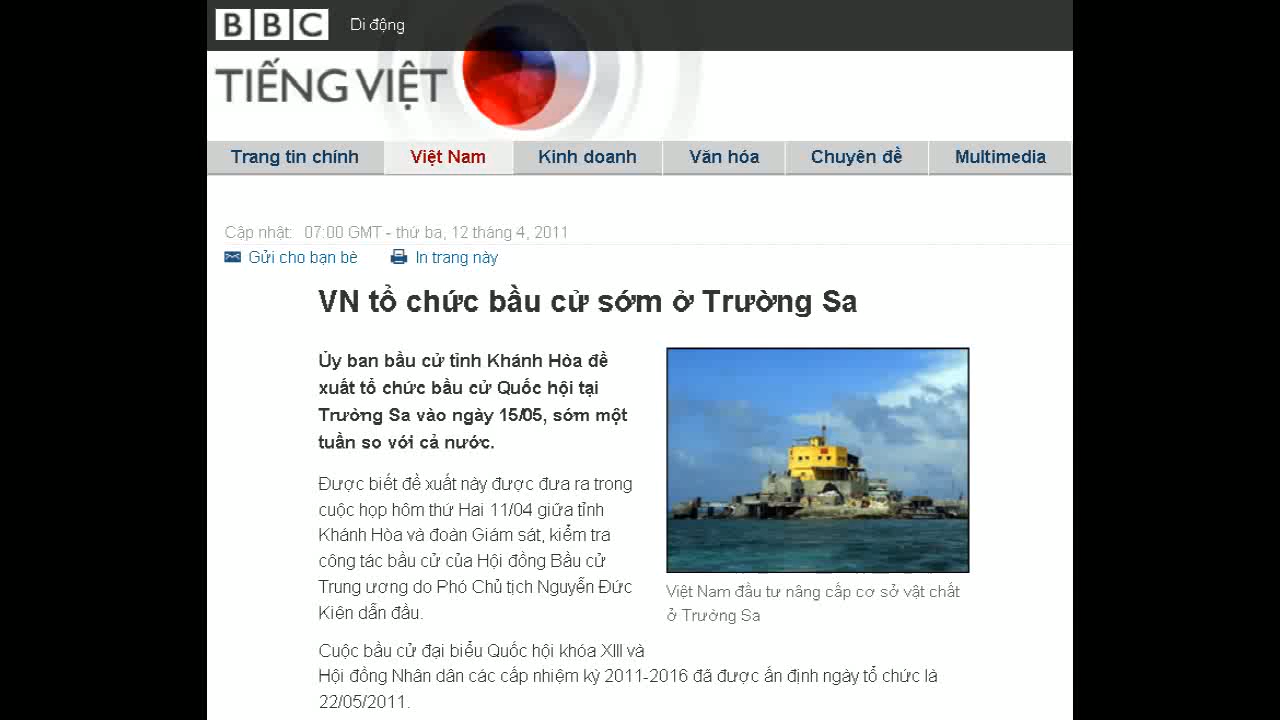 BBC Di động
TIẾNG VIỆT
Trang tin chính Việt Nam Kinh doanh Văn hóa Chuyên đề Multimedia
Cập nhật: 07:00 GMT - thứ ba, 12 tháng 4, 2011
Gửi cho bạn bè In trang này
VN tổ chức bầu cử sớm ở Trường Sa
Ủy ban bầu cử tỉnh Khánh Hòa đề
xuất tổ chức bầu cử Quốc hội tại
Trường Sa vào ngày 15/05, sớm một
tuần so với cả nước.
Được biết đề xuất này được đưa ra trong
cuộc họp hôm thứ Hai 11/04 giữa tỉnh
Khánh Hòa và đoàn Giám sát, kiểm tra
công tác bầu cử của Hội đồng Bầu cử
Trung ương do Phó Chủ tịch Nguyễn Đức
Kiên dẫn đầu.
Việt Nam đầu tư nâng cấp cơ sở vật chất
ở Trường Sa
Cuộc bầu cử đại biểu Quốc hội khóa XIII và
Hội đồng Nhân dân các cấp nhiệm kỳ 2011-2016 đã được ấn định ngày tổ chức là
22/05/2011.